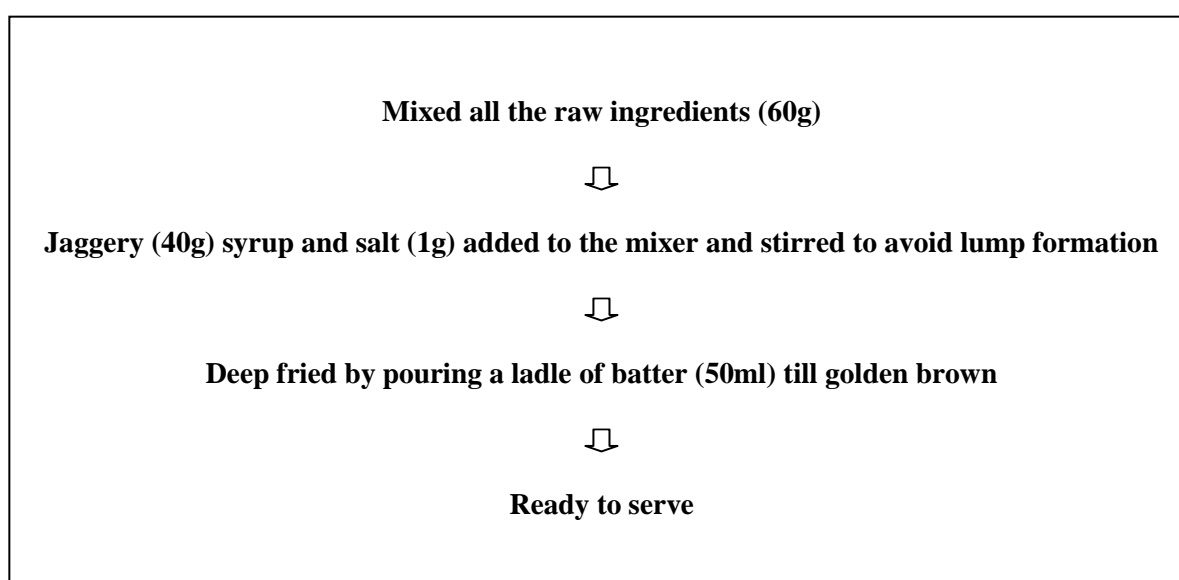 Mixed all the raw ingredients (60g)
Jaggery (40g) syrup and salt (1g) added to the mixer and stirred to avoid lump formation
Deep fried by pouring a ladle of batter (50ml) till golden brown
Ready to serve